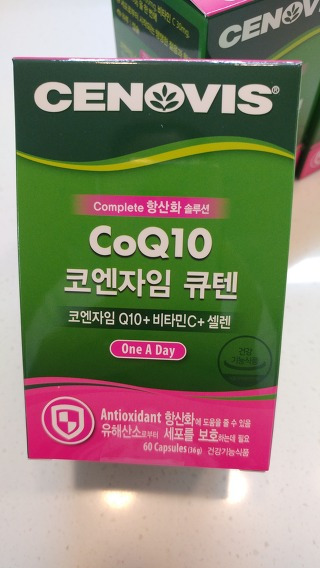 CENOVIS®
Complete 항산화 솔루션
CoQ10
코엔자임 큐텐
코엔자임 Q10+비타민C+셀렌
One A Day
건강
기능식품
Antioxidant 항산화에 도움을 줄 수 있음
유해산소로부터 세포를 보호하는데 필요
60 Capsules (36g) 건강기능식품